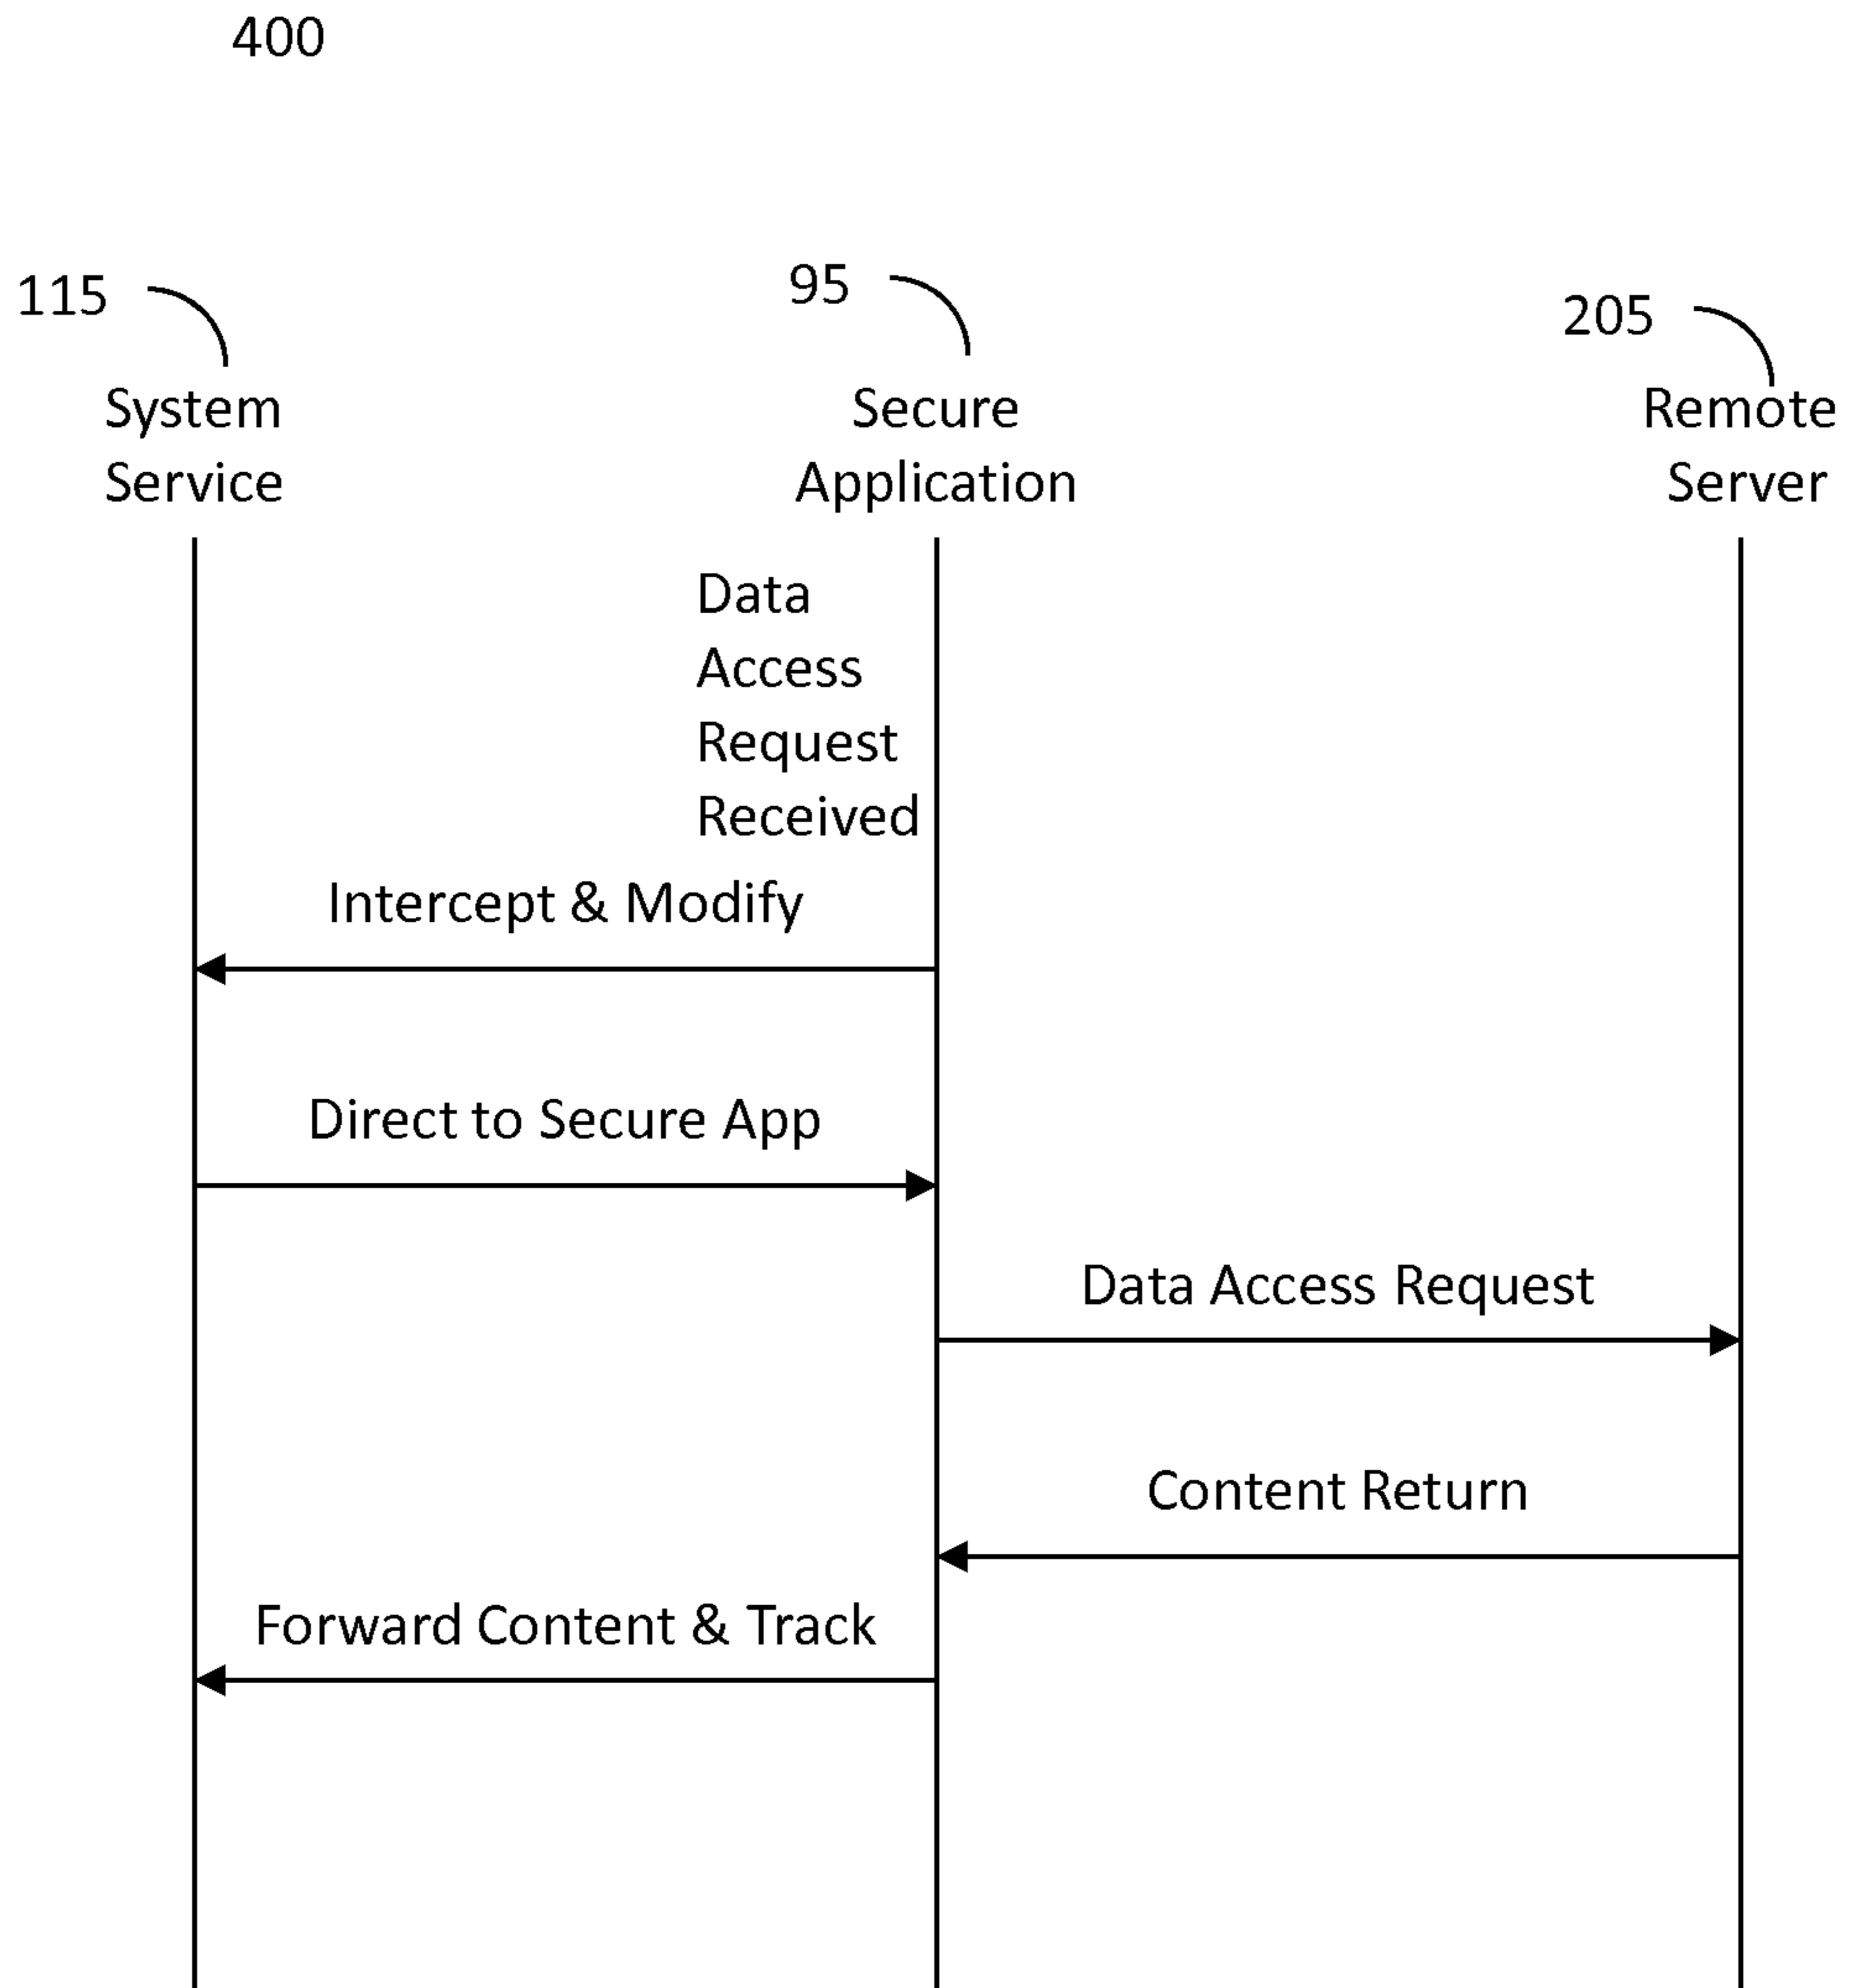 400
115
95
205
System
Service
Secure
Application
Remote
Server
Data
Access
Request
Received
Intercept & Modify
Direct to Secure App
Data Access Request
Content Return
Forward Content & Track